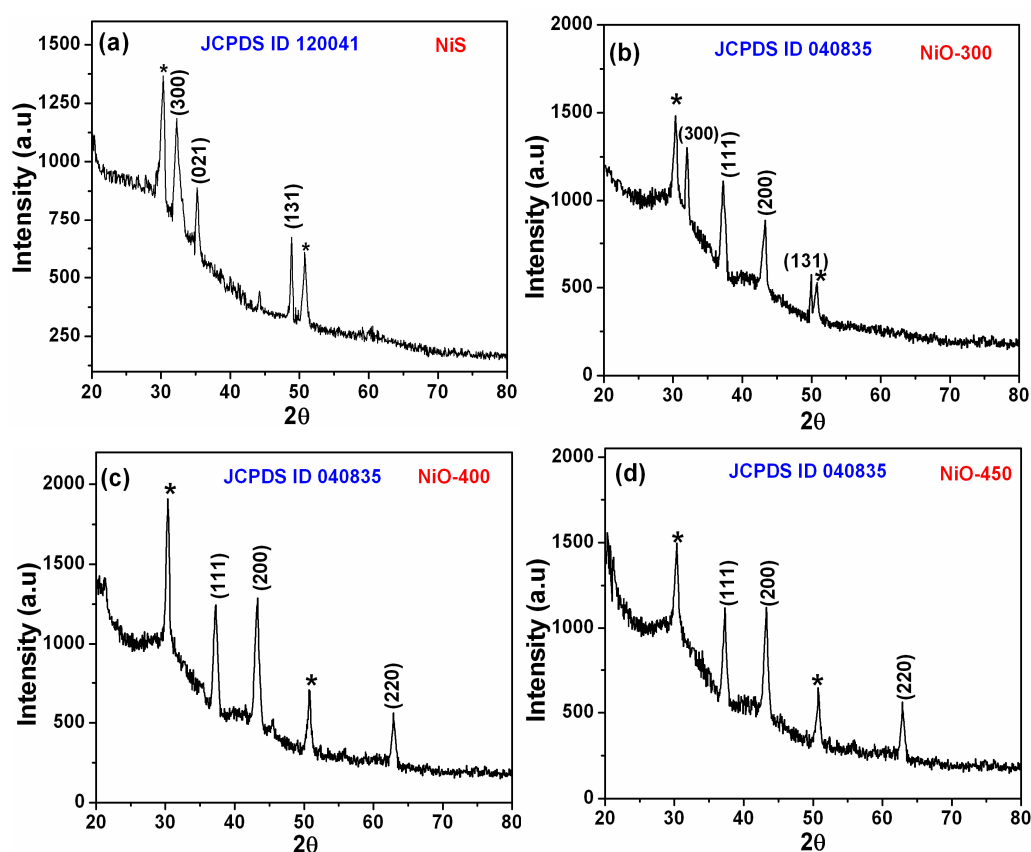 (a) JCPDS ID 120041 NiS
*
(300)
(021)
(131)
*
1500
1250
1000
750
500
250
Intensity (a.u)
20 30 40 50 60 70 80
2θ
(b) JCPDS ID 040835 NiO-300
*
(300)
(111)
(200)
(131)
*
2000
1500
1000
500
0
Intensity (a.u)
20 30 40 50 60 70 80
2θ
(c) JCPDS ID 040835 NiO-400
*
(111)
(200)
*
(220)
2000
1500
1000
500
0
Intensity (a.u)
20 30 40 50 60 70 80
2θ
(d) JCPDS ID 040835 NiO-450
*
(111)
(200)
*
(220)
2000
1500
1000
500
0
Intensity (a.u)
20 30 40 50 60 70 80
2θ